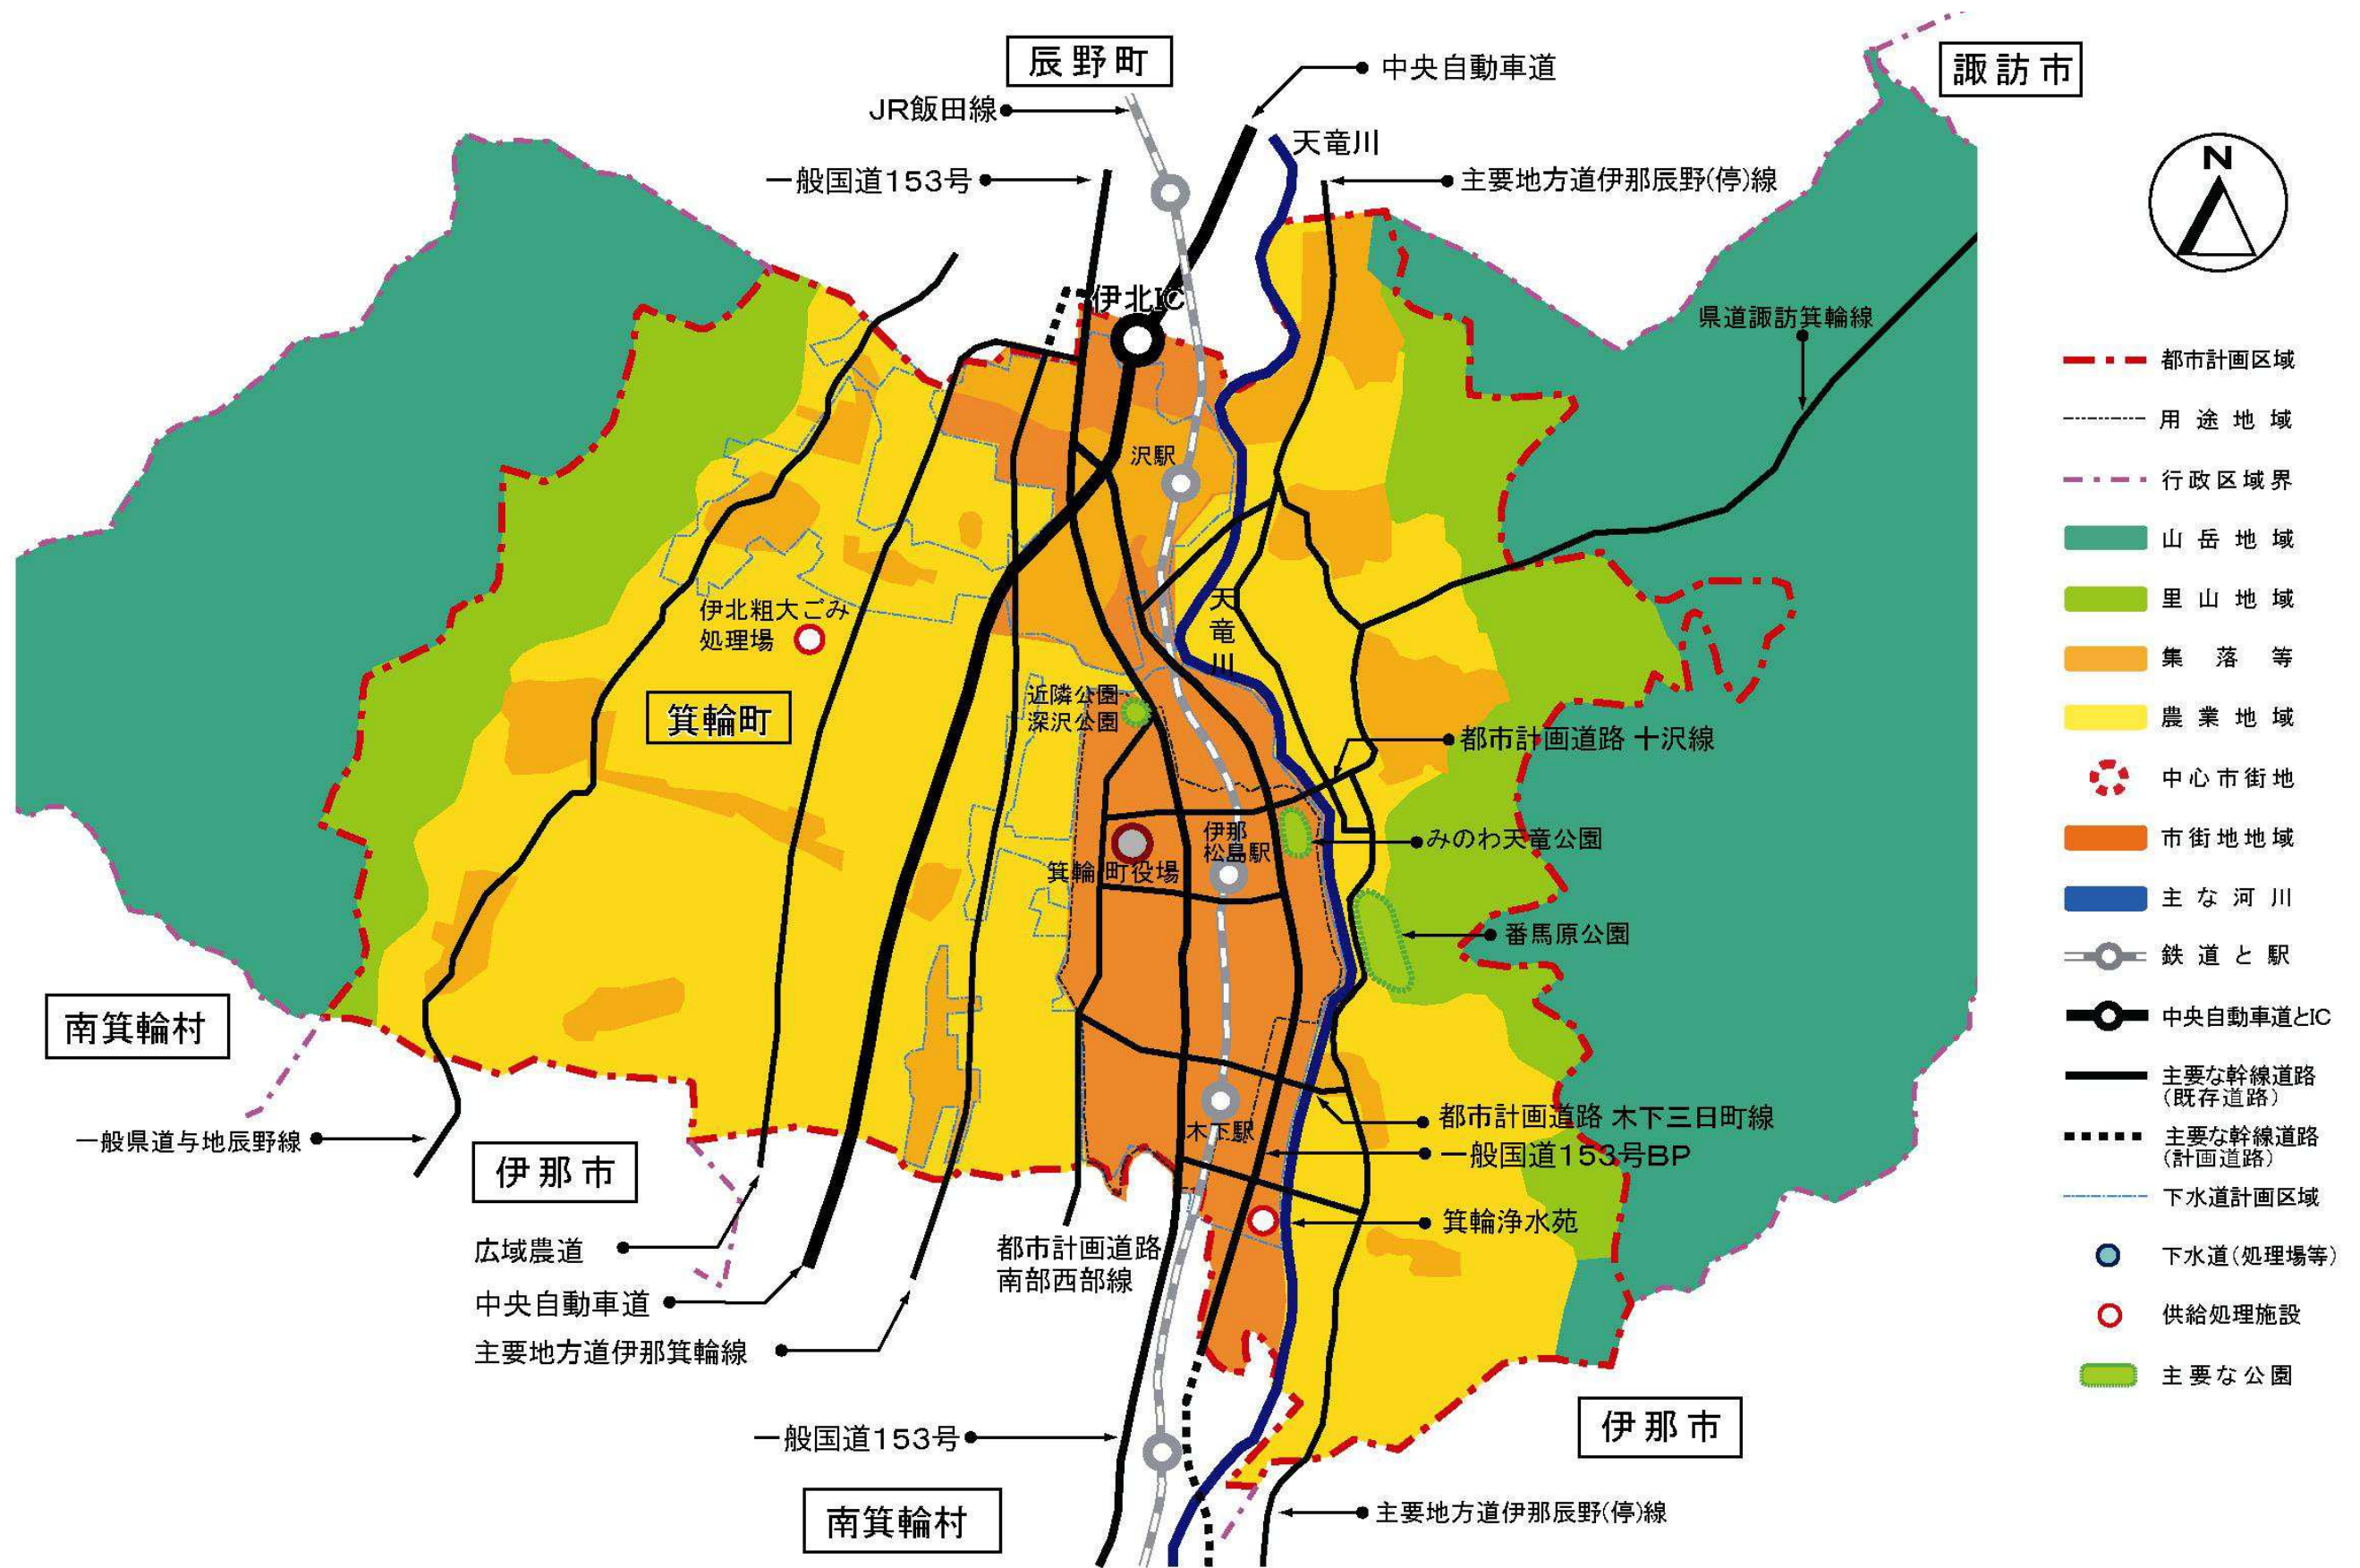 辰野町
諏訪市
中央自動車道
JR飯田線
天竜川
一般国道153号
主要地方道伊那辰野(停)線
N
伊北IC
県道諏訪箕輪線
沢駅
天竜川
伊北粗大ごみ
処理場
箕輪町
近隣公園
深沢公園
都市計画道路 十沢線
伊那
松島駅
みのわ天竜公園
箕輪町役場
番馬原公園
南箕輪村
都市計画道路 木下三日町線
木下駅
一般県道与地辰野線
一般国道153号BP
伊那市
箕輪浄水苑
広域農道
都市計画道路
南部西部線
中央自動車道
主要地方道伊那箕輪線
伊那市
一般国道153号
南箕輪村
主要地方道伊那辰野(停)線
都市計画区域
用途地域
行政区域界
山岳地域
里山地域
集落等
農業地域
中心市街地
市街地地域
主な河川
鉄道と駅
中央自動車道とIC
主要な幹線道路
(既存道路)
主要な幹線道路
(計画道路)
下水道計画区域
下水道(処理場等)
供給処理施設
主要な公園